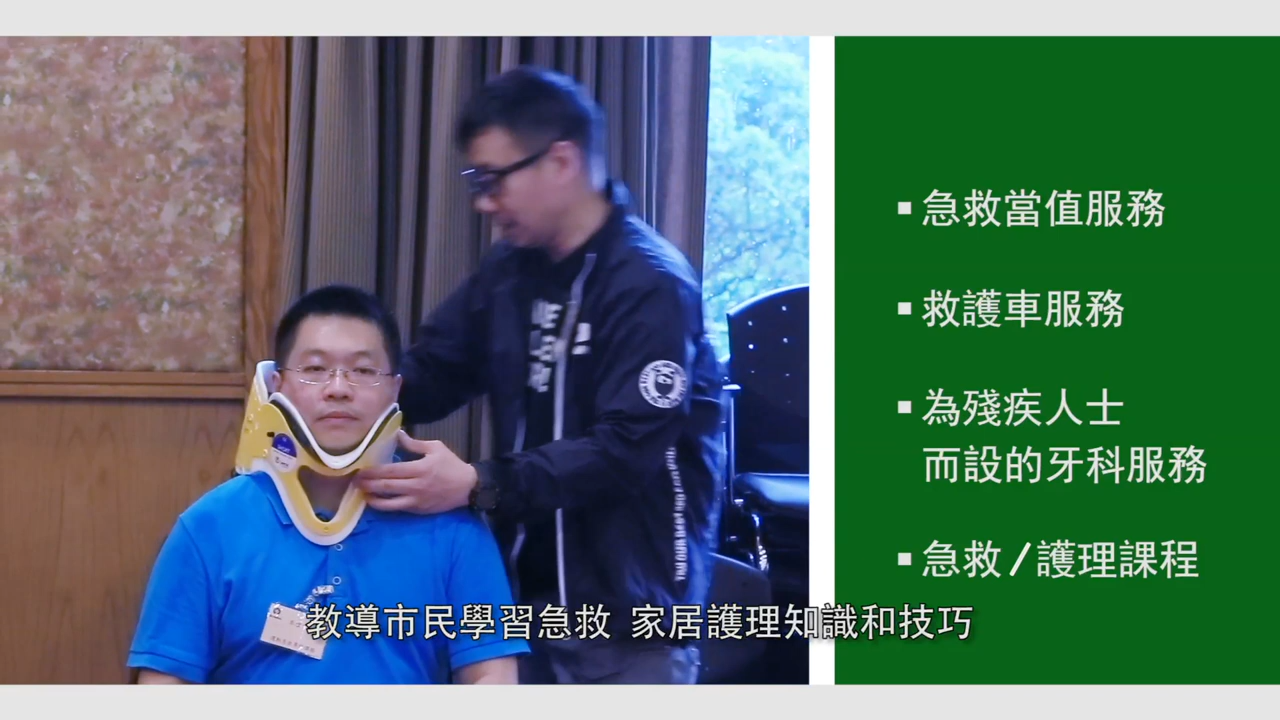 ▪ 急救當值服務
▪ 救護車服務
▪ 為殘疾人士
而設的牙科服務
▪ 急救/護理課程
教導市民學習急救 家居護理知識和技巧